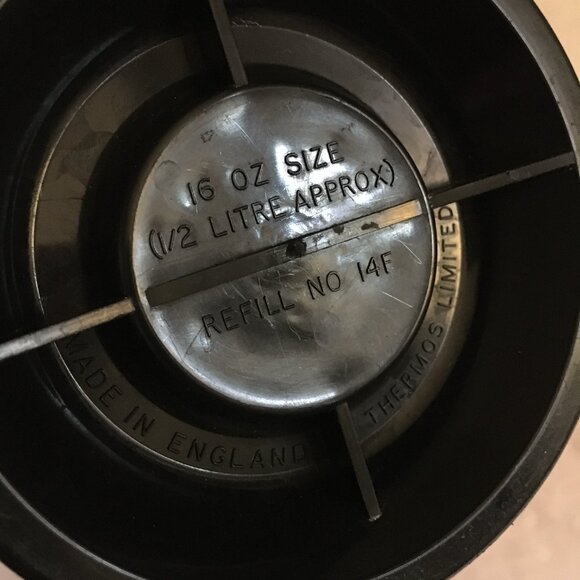 16 OZ SIZE
(1/2 LITRE APPROX)
REFILL NO 14F
MADE IN ENGLAND
THERMOS LIMITED